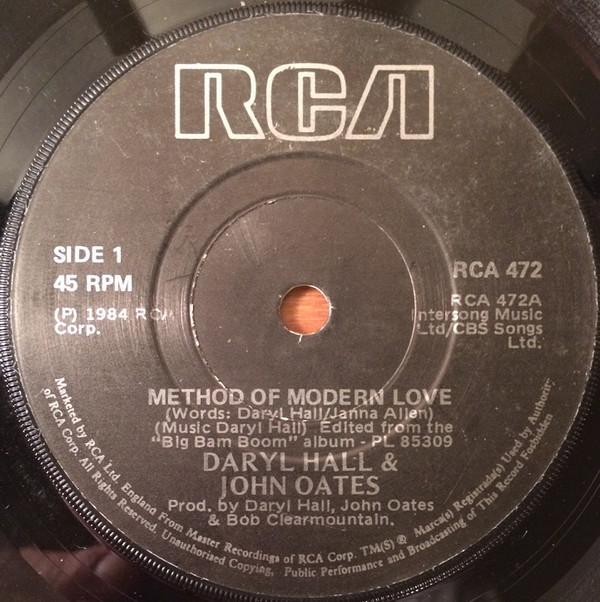 RCA
SIDE 1
45 RPM
(P) 1984 RCA
Corp.
RCA 472
RCA 472A
Intersong Music
Ltd/CBS Songs
Ltd.
METHOD OF MODERN LOVE
(Words: Daryl Hall/Janna Allen)
(Music Daryl Hall) Edited from the
"Big Bam Boom" album - PL 85309
DARYL HALL &
JOHN OATES
Prod. by Daryl Hall, John Oates
& Bob Clearmountain.
Marketed by RCA Ltd. England From Master Recordings of RCA Corp. TM(S) ® Marca(s) Registrada(s) Used by Authority
of RCA Corp. All Rights Reserved. Unauthorised Copying, Public Performance and Broadcasting of This Record Forbidden